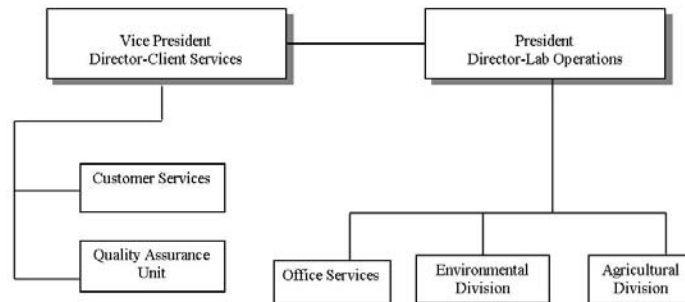 Vice President
Director-Client Services
President
Director-Lab Operations
Customer Services
Quality Assurance
Unit
Office Services
Environmental
Division
Agricultural
Division